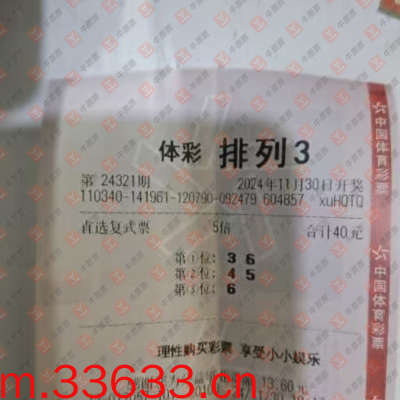 体彩 排列3
第 24321期 2024年11月30日开奖
110340-141961-120790-092479 604857 xuHQTQ
直选复式票 5倍 合计40元
第1位: 3 6
第2位: 4 5
第3位: 6
理性购买彩票 享受小小娱乐
13.60元
m.33633.cn
中国体育彩票
中国体育彩票